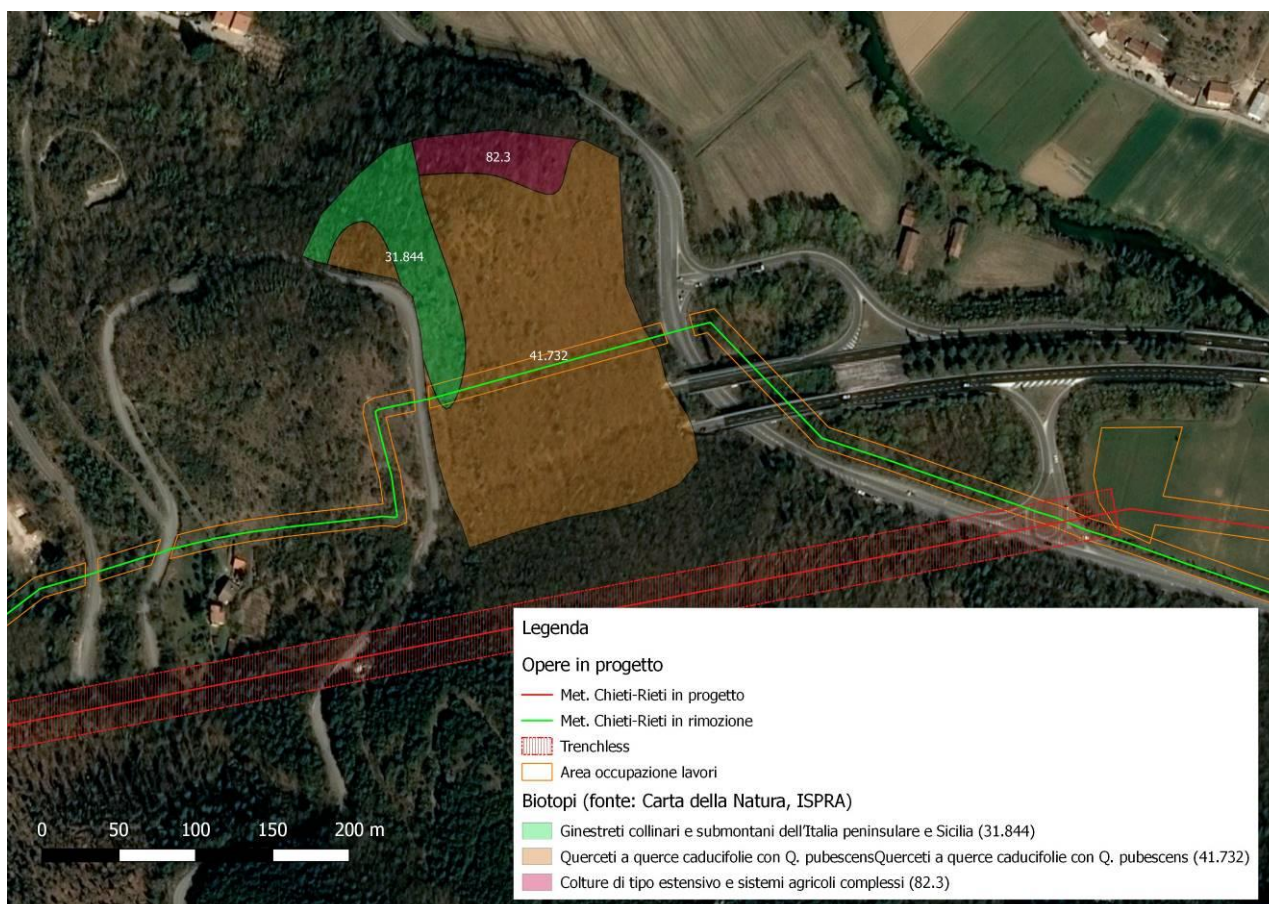 82.3
31.844
41.732
Legenda
Opere in progetto
Met. Chieti-Rieti in progetto
Met. Chieti-Rieti in rimozione
Trenchless
Area occupazione lavori
Biotopi (fonte: Carta della Natura, ISPRA)
Ginestreti collinari e submontani dell'Italia peninsulare e Sicilia (31.844)
Querceti a querce caducifolie con Q. pubescensQuerceti a querce caducifolie con Q. pubescens (41.732)
Colture di tipo estensivo e sistemi agricoli complessi (82.3)
0 50 100 150 200 m